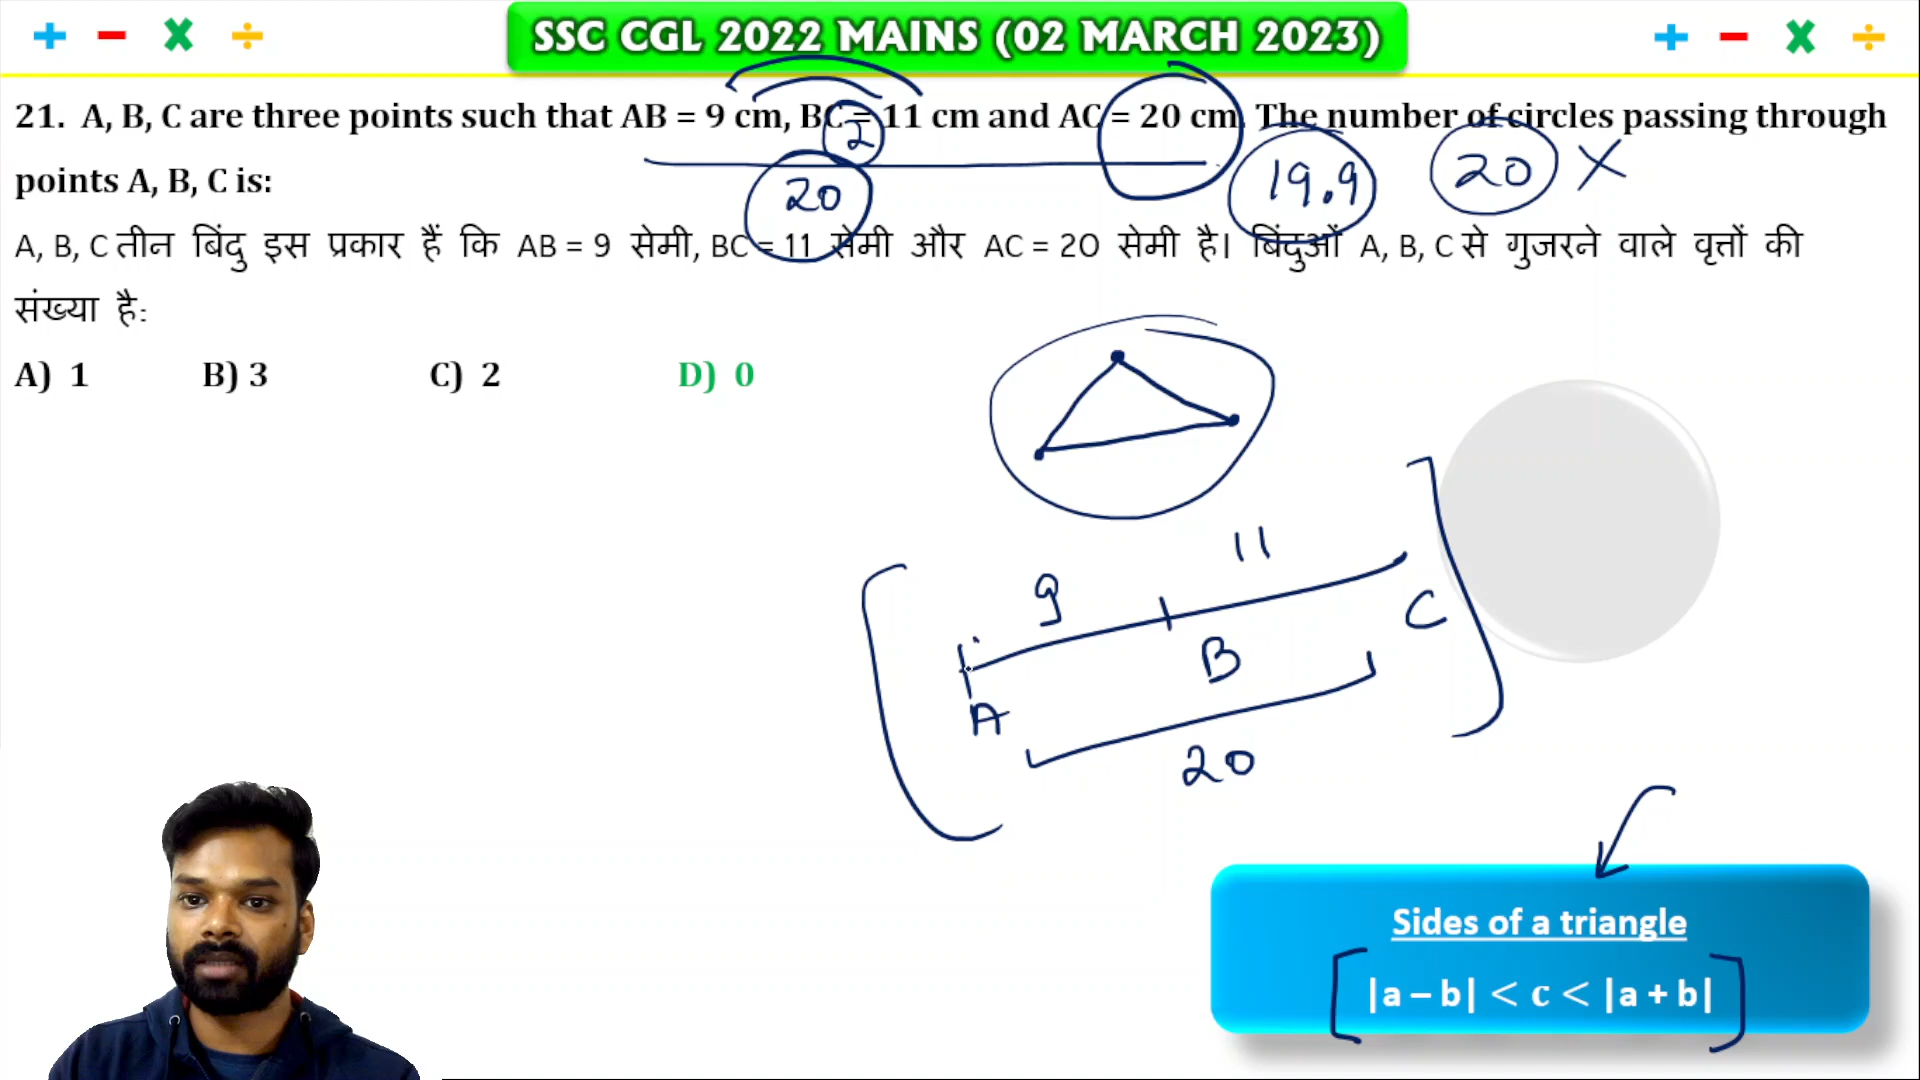 SSC CGL 2022 MAINS (02 MARCH 2023)
21. A, B, C are three points such that AB = 9 cm, BC = 11 cm and AC = 20 cm. The number of circles passing through
points A, B, C is:
2
20
19.9
20 ×
A, B, C तीन बिंदु इस प्रकार हैं कि AB = 9 सेमी, BC = 11 सेमी और AC = 20 सेमी है। बिंदुओं A, B, C से गुजरने वाले वृत्तों की
संख्या है:
A) 1 B) 3 C) 2 D) 0
9 11
A B C
20
Sides of a triangle
|a – b| < c < |a + b|